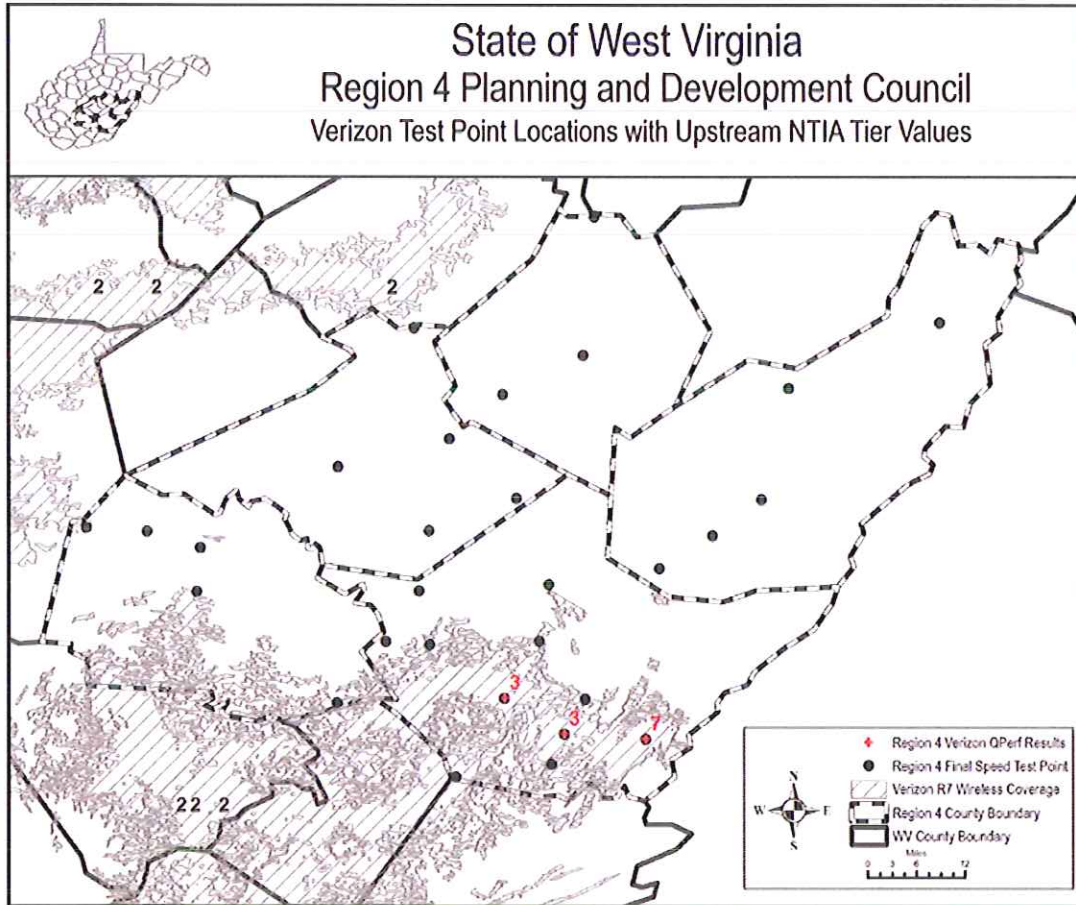 State of West Virginia
Region 4 Planning and Development Council
Verizon Test Point Locations with Upstream NTIA Tier Values
2 2 2
3
3 7
22 2
Region 4 Verizon QPerf Results
Region 4 Final Speed Test Point
Verizon R7 Wireless Coverage
Region 4 County Boundary
WV County Boundary
N
W E
S
Miles
0 3 6 12